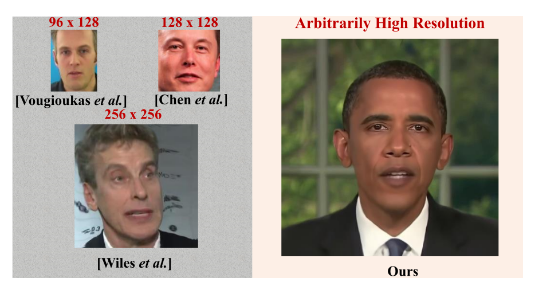 96 x 128
128 x 128
[Vougioukas et al.]
[Chen et al.]
256 x 256
[Wiles et al.]
Arbitrarily High Resolution
Ours